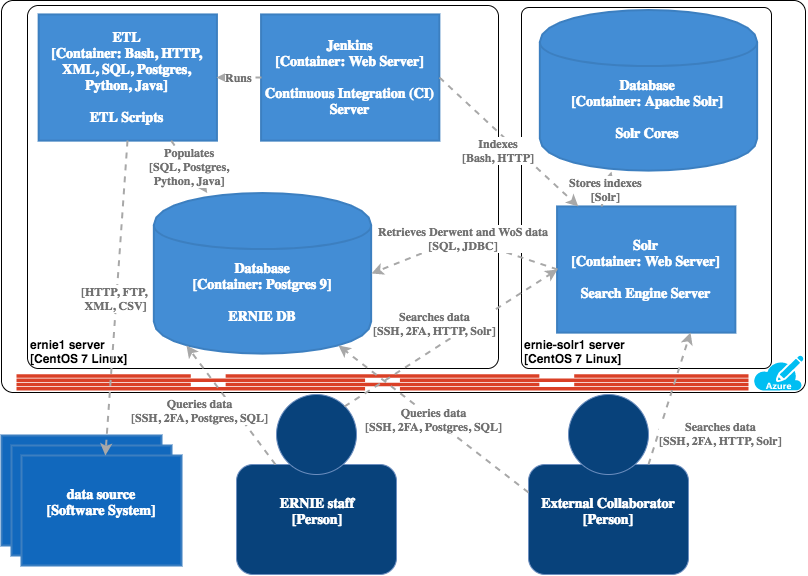 ETL
[Container: Bash, HTTP,
XML, SQL, Postgres,
Python, Java]
ETL Scripts
Runs
Jenkins
[Container: Web Server]
Continuous Integration (CI)
Server
Database
[Container: Apache Solr]
Solr Cores
Populates
[SQL, Postgres,
Python, Java]
Indexes
[Bash, HTTP]
Stores indexes
[Solr]
Retrieves Derwent and WoS data
[SQL, JDBC]
Database
[Container: Postgres 9]
ERNIE DB
Solr
[Container: Web Server]
Search Engine Server
[HTTP, FTP,
XML, CSV]
Searches data
[SSH, 2FA, HTTP, Solr]
ernie1 server
[CentOS 7 Linux]
ernie-solr1 server
[CentOS 7 Linux]
Azure
Queries data
[SSH, 2FA, Postgres, SQL]
Queries data
[SSH, 2FA, Postgres, SQL]
Searches data
[SSH, 2FA, HTTP, Solr]
data source
[Software System]
ERNIE staff
[Person]
External Collaborator
[Person]